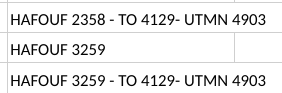 HAFOUF 2358 - TO 4129- UTMN 4903
HAFOUF 3259
HAFOUF 3259 - TO 4129- UTMN 4903